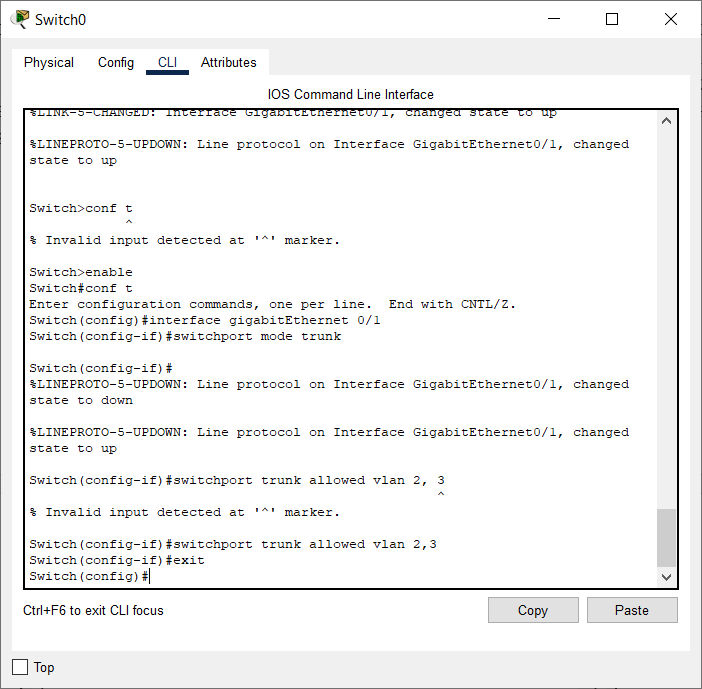 Switch0
Physical Config CLI Attributes
IOS Command Line Interface
%LINK-5-CHANGED: Interface GigabitEthernet0/1, changed state to up
%LINEPROTO-5-UPDOWN: Line protocol on Interface GigabitEthernet0/1, changed
state to up
Switch>conf t
^
% Invalid input detected at '^' marker.
Switch>enable
Switch#conf t
Enter configuration commands, one per line.  End with CNTL/Z.
Switch(config)#interface gigabitEthernet 0/1
Switch(config-if)#switchport mode trunk
Switch(config-if)#
%LINEPROTO-5-UPDOWN: Line protocol on Interface GigabitEthernet0/1, changed
state to down
%LINEPROTO-5-UPDOWN: Line protocol on Interface GigabitEthernet0/1, changed
state to up
Switch(config-if)#switchport trunk allowed vlan 2, 3
^
% Invalid input detected at '^' marker.
Switch(config-if)#switchport trunk allowed vlan 2,3
Switch(config-if)#exit
Switch(config)#
Ctrl+F6 to exit CLI focus
Copy
Paste
Top